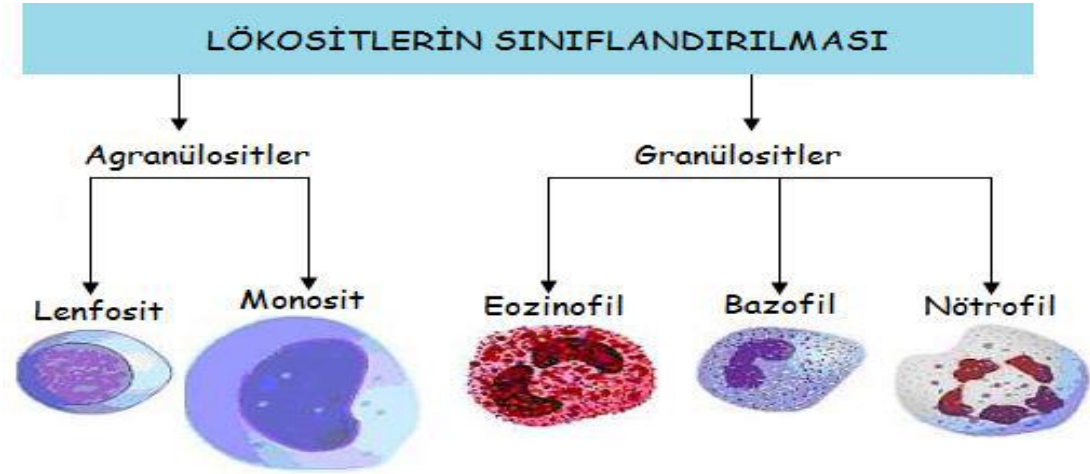 LÖKOSİTLERİN SINIFLANDIRILMASI
Agranülositler
Granülositler
Lenfosit
Monosit
Eozinofil
Bazofil
Nötrofil